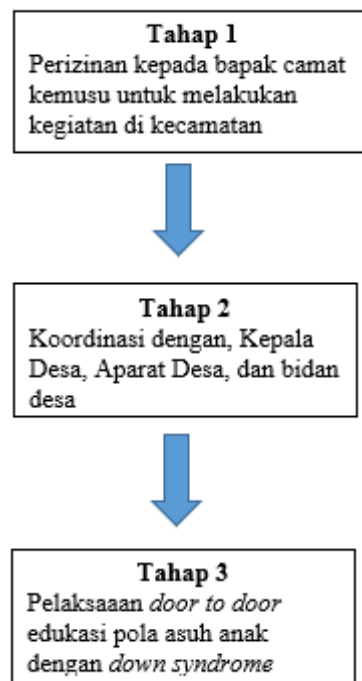 Tahap 1
Perizinan kepada bapak camat
kemusu untuk melakukan
kegiatan di kecamatan
Tahap 2
Koordinasi dengan, Kepala
Desa, Aparat Desa, dan bidan
desa
Tahap 3
Pelaksaaan door to door
edukasi pola asuh anak
dengan down syndrome